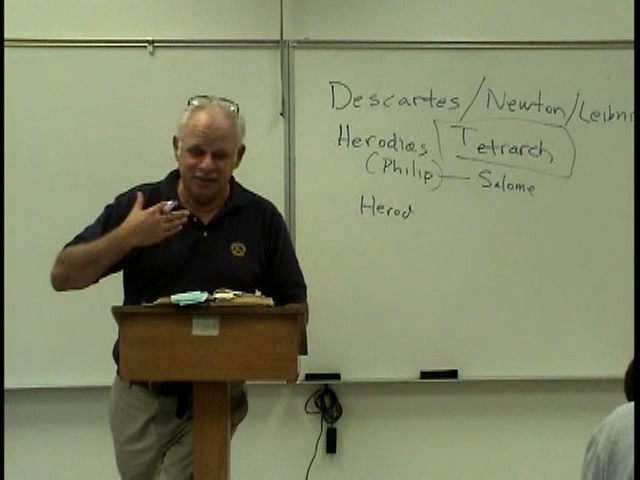 Descartes/Newton/Leibni
Herodias Tetrarch
(Philip) — Salome
Herod